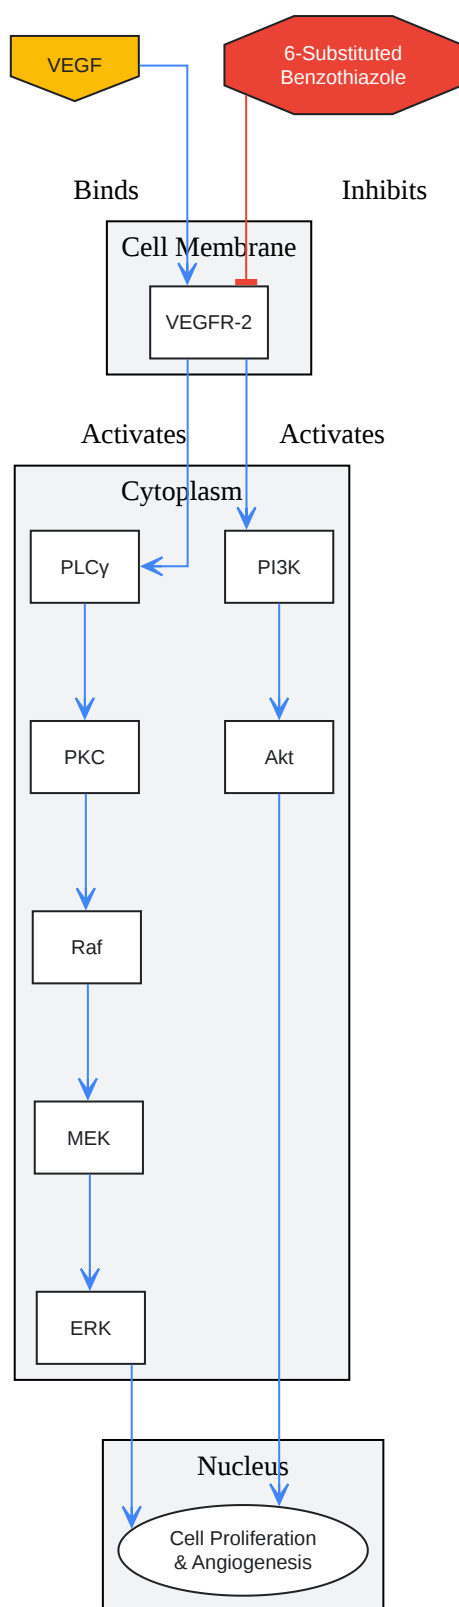 VEGF
6-Substituted
Benzothiazole
Binds
Inhibits
Cell Membrane
VEGFR-2
Activates
Activates
Cytoplasm
PLCγ
PI3K
PKC
Akt
Raf
MEK
ERK
Nucleus
Cell Proliferation
& Angiogenesis